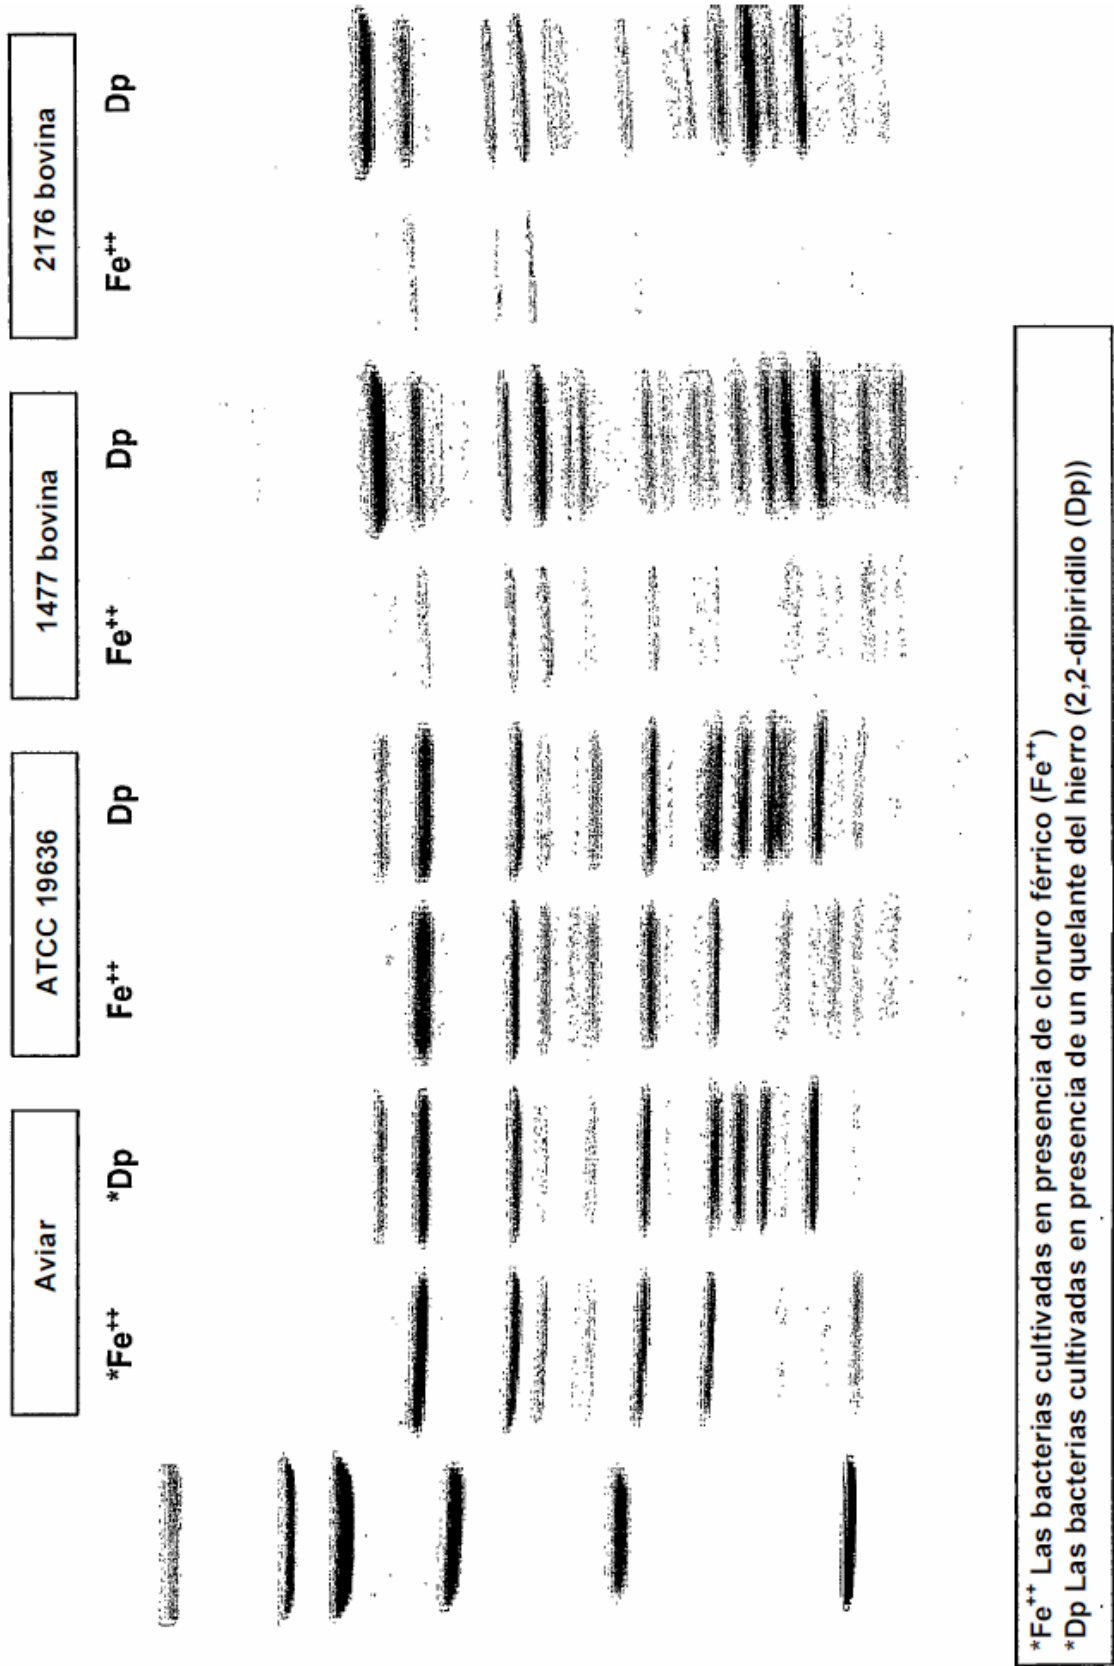 Aviar
ATCC 19636
1477 bovina
2176 bovina
*Fe⁺⁺
*Dp
Fe⁺⁺
Dp
Fe⁺⁺
Dp
Fe⁺⁺
Dp
*Fe⁺⁺ Las bacterias cultivadas en presencia de cloruro férrico (Fe⁺⁺)
*Dp Las bacterias cultivadas en presencia de un quelante del hierro (2,2-dipiridilo (Dp))